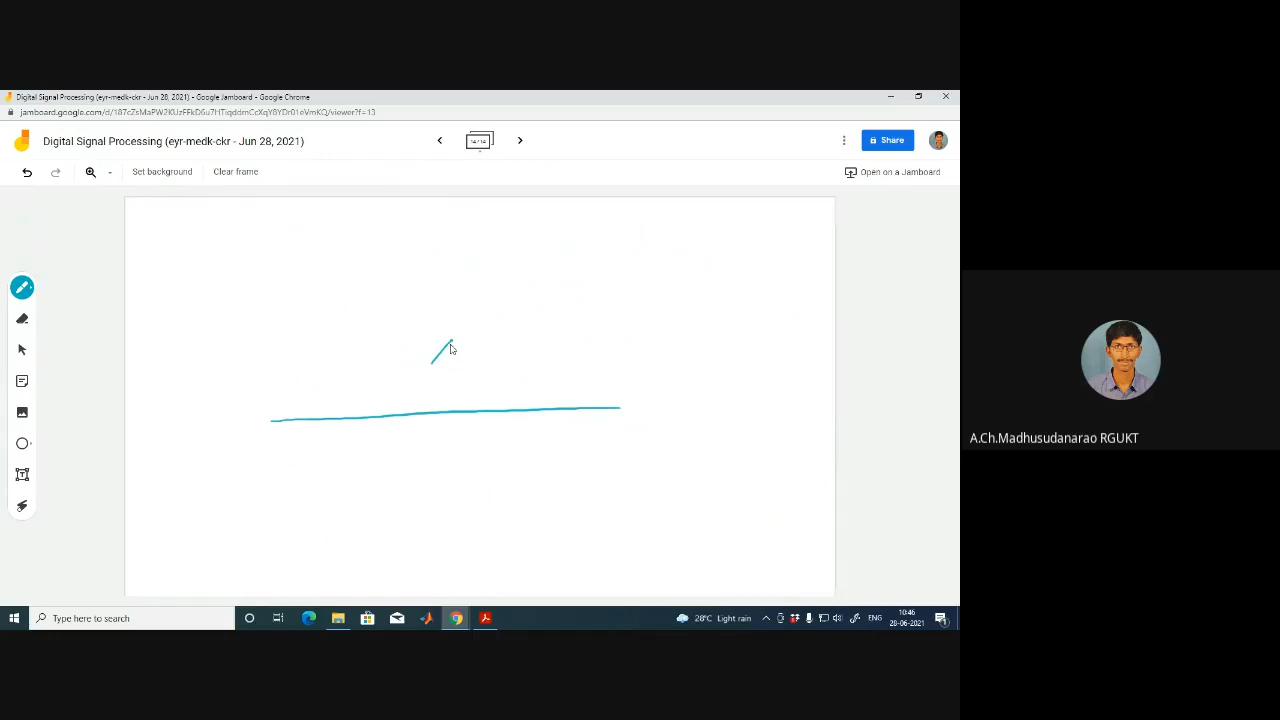 Digital Signal Processing (eyr-medk-ckr - Jun 28, 2021) - Google Jamboard - Google Chrome
Digital Signal Processing (eyr-medk-ckr - Jun 28, 2021)
14 / 14
Share
Set background
Clear frame
Open on a Jamboard
A.Ch.Madhusudanarao RGUKT
Type here to search
28°C Light rain
ENG
10:46
28-06-2021